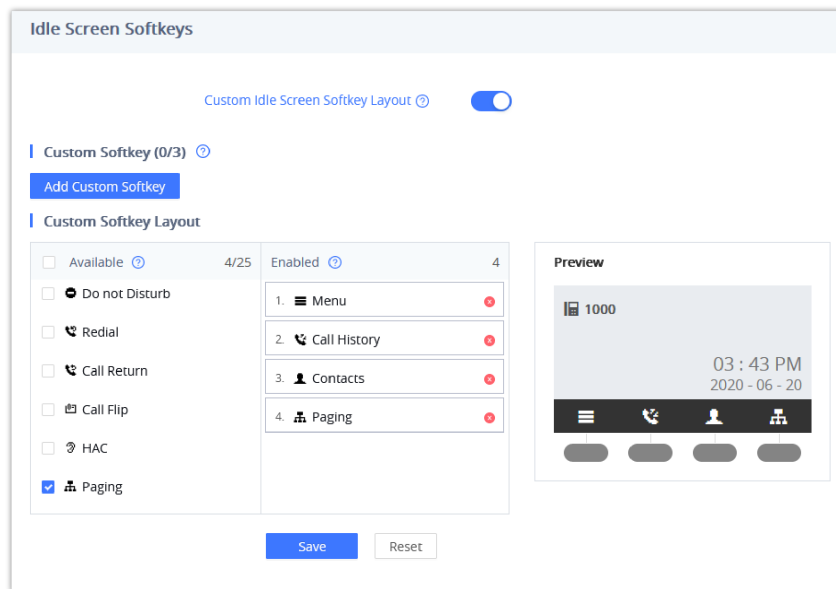 Idle Screen Softkeys
Custom Idle Screen Softkey Layout ?
Custom Softkey (0/3) ?
Add Custom Softkey
Custom Softkey Layout
Available ? 4/25
Do not Disturb
Redial
Call Return
Call Flip
HAC
Paging
Enabled ? 4
1. Menu
2. Call History
3. Contacts
4. Paging
Preview
1000
03 : 43 PM
2020 - 06 - 20
Save
Reset